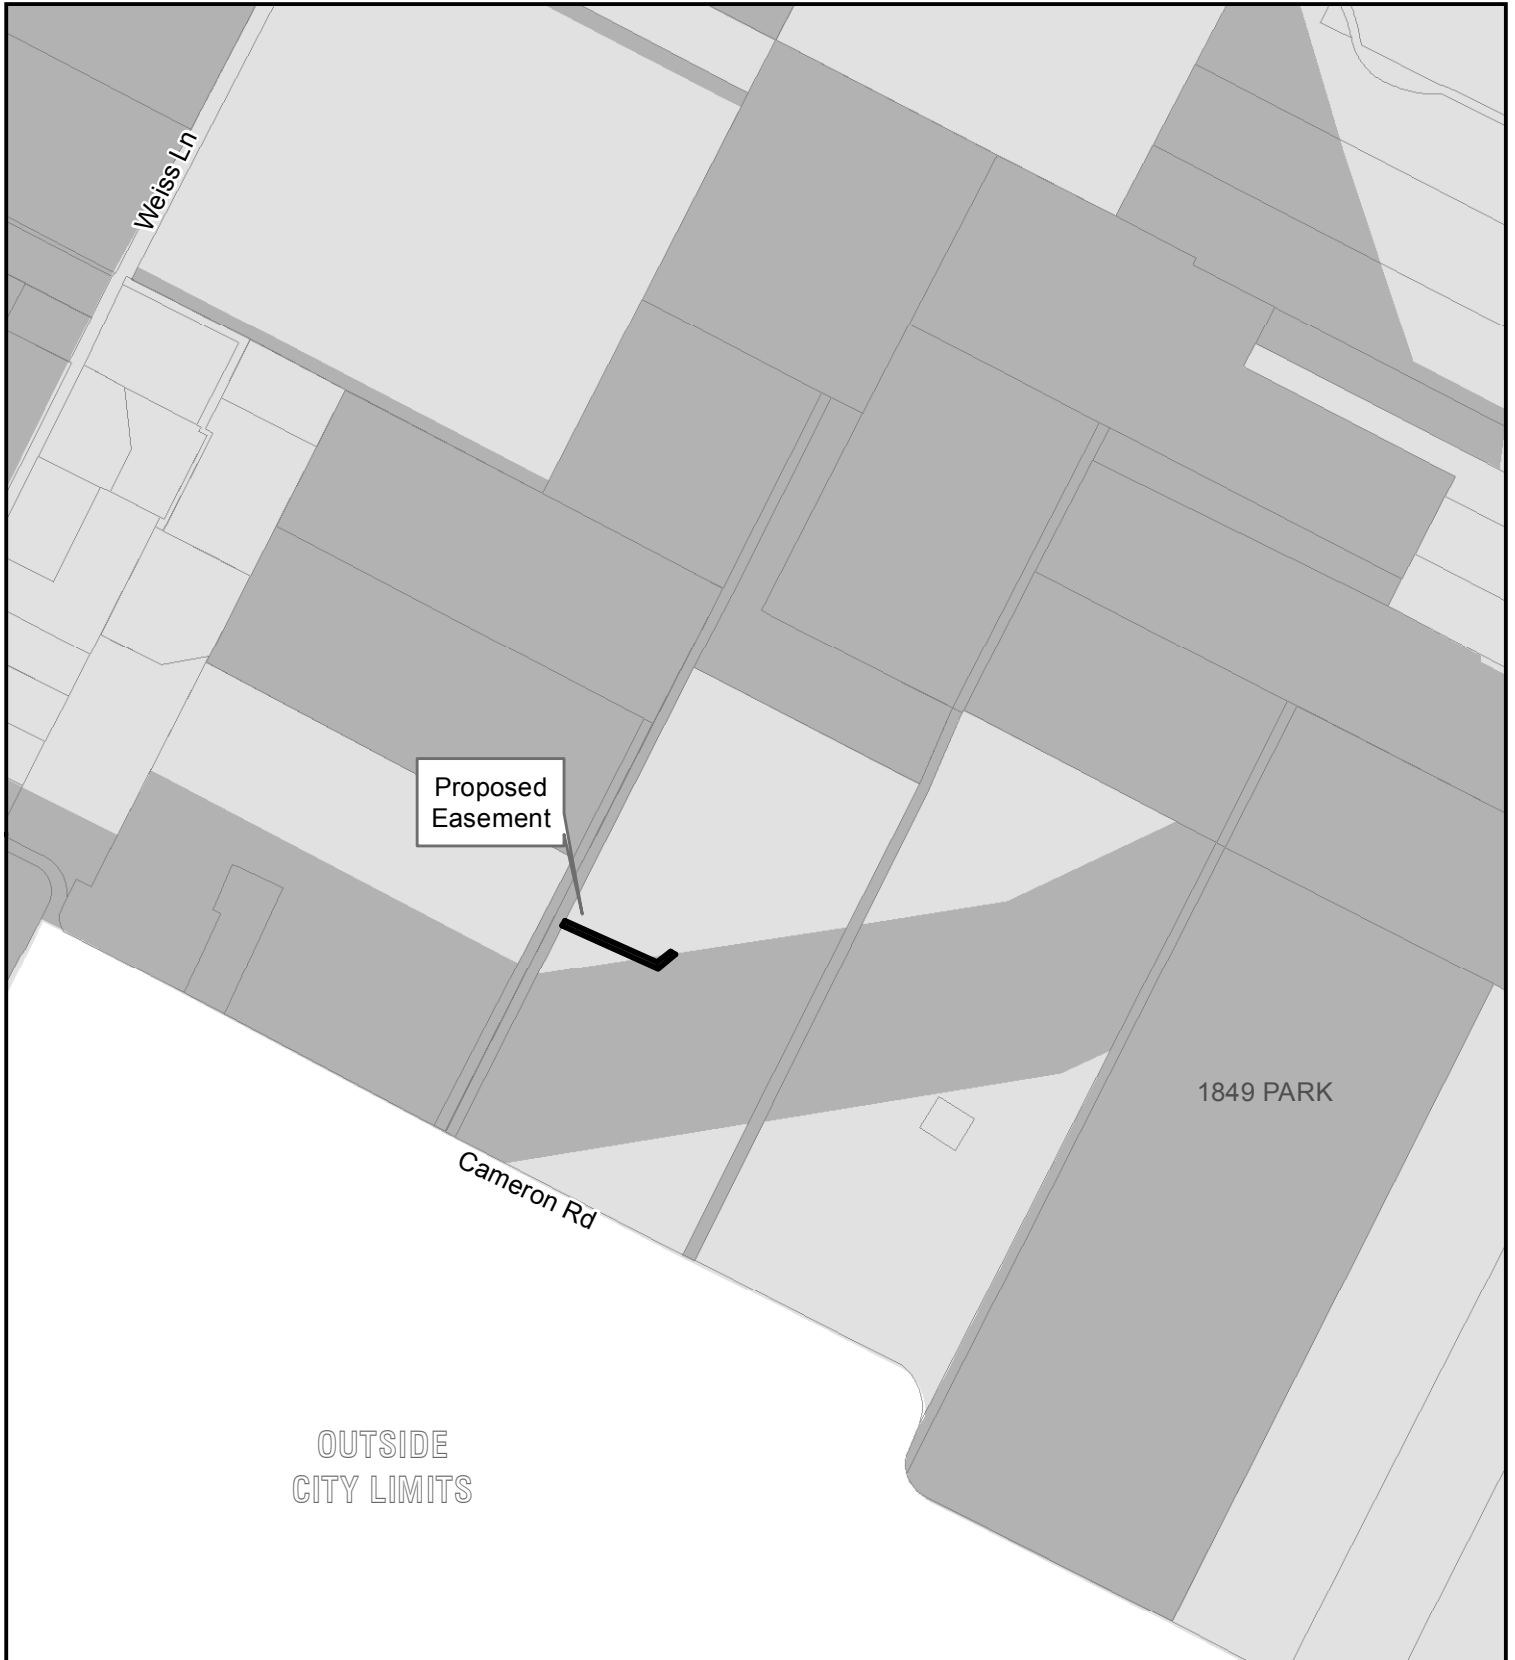 Weiss Ln
Proposed
Easement
1849 PARK
Cameron Rd
OUTSIDE
CITY LIMITS